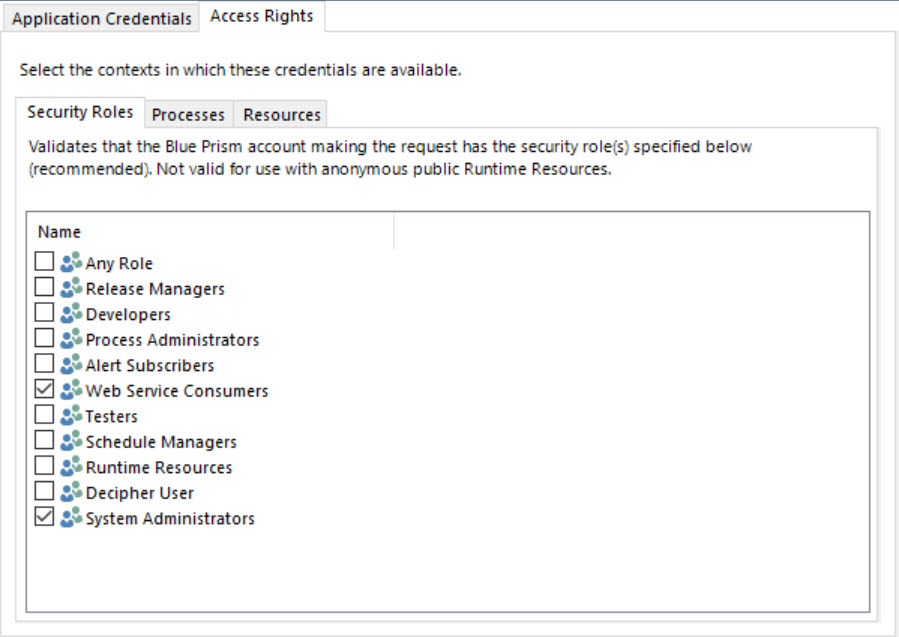 Application Credentials
Access Rights
Select the contexts in which these credentials are available.
Security Roles
Processes
Resources
Validates that the Blue Prism account making the request has the security role(s) specified below
(recommended). Not valid for use with anonymous public Runtime Resources.
Name
Any Role
Release Managers
Developers
Process Administrators
Alert Subscribers
Web Service Consumers
Testers
Schedule Managers
Runtime Resources
Decipher User
System Administrators